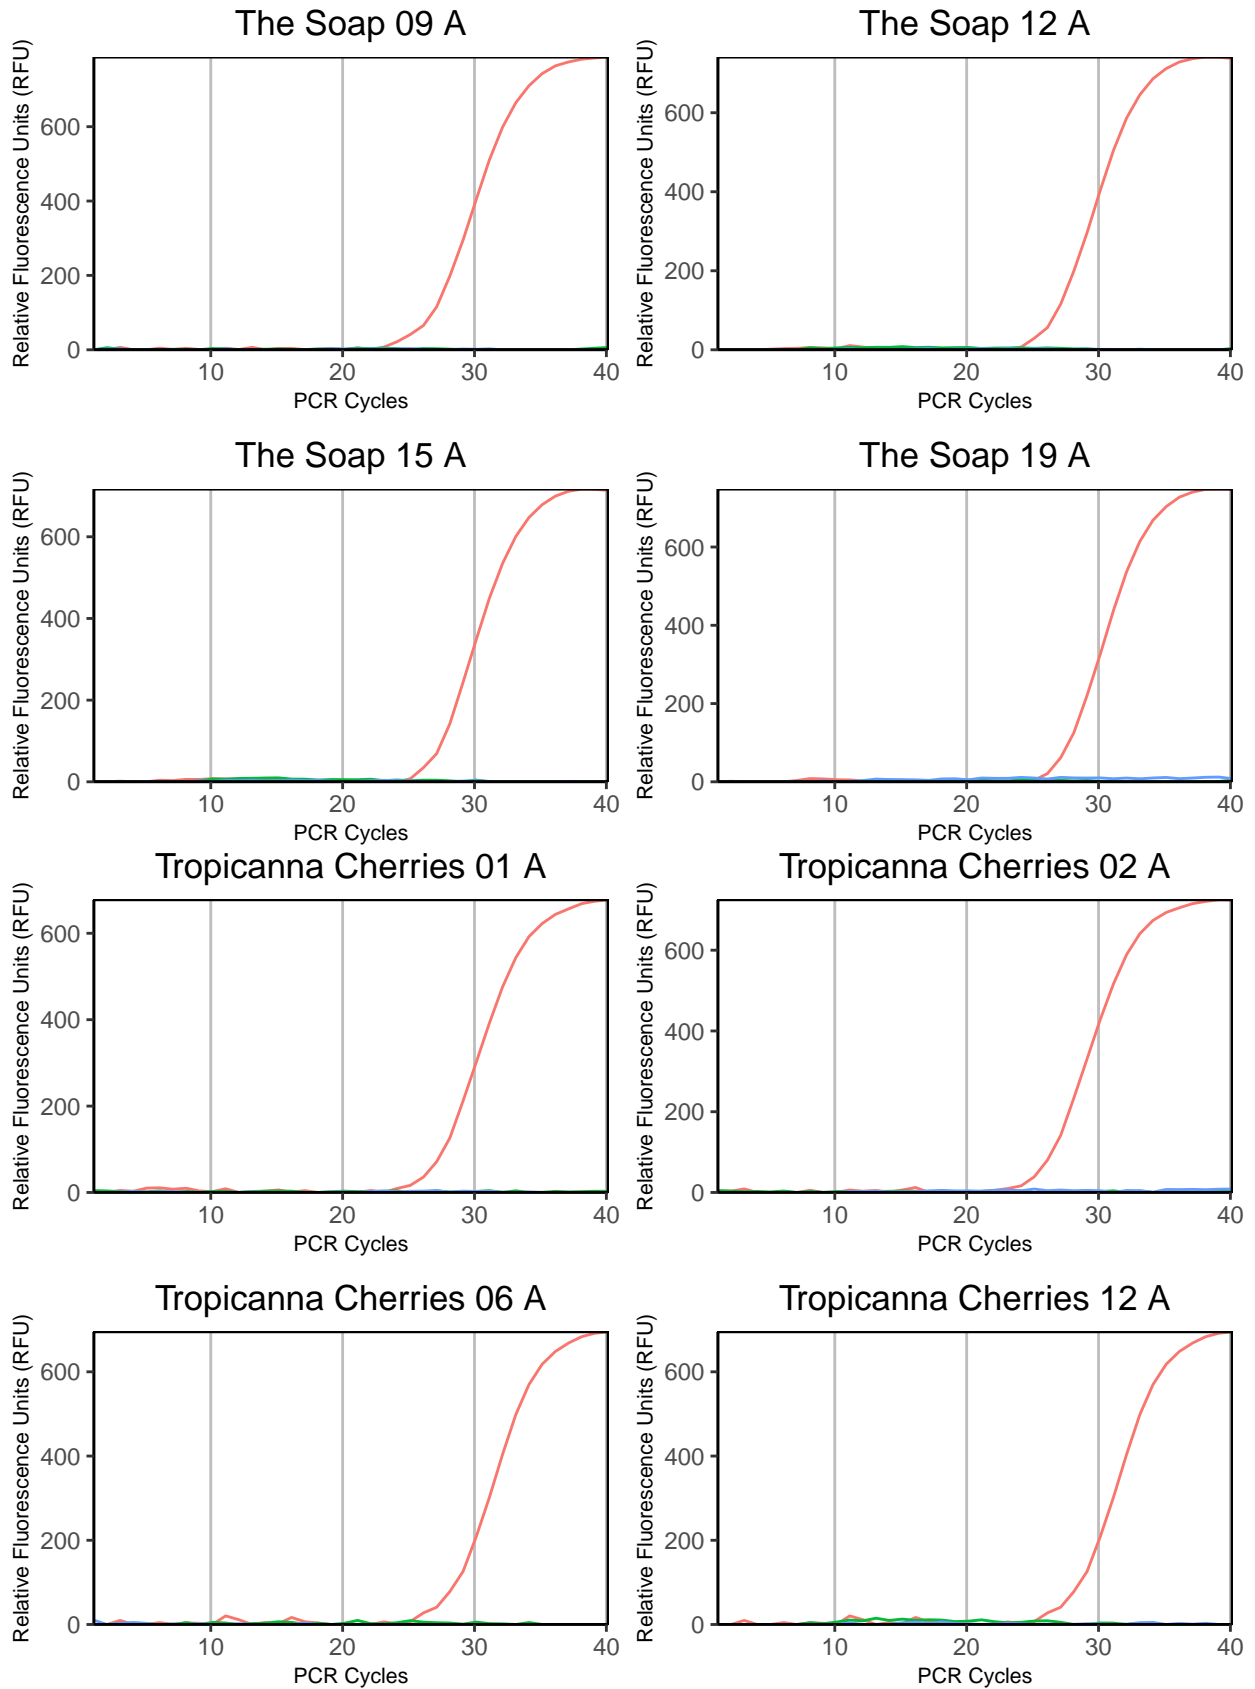 The Soap 09 A
Relative Fluorescence Units (RFU)
600
400
200
0
10 20 30 40
PCR Cycles
The Soap 12 A
Relative Fluorescence Units (RFU)
600
400
200
0
10 20 30 40
PCR Cycles
The Soap 15 A
Relative Fluorescence Units (RFU)
600
400
200
0
10 20 30 40
PCR Cycles
The Soap 19 A
Relative Fluorescence Units (RFU)
600
400
200
0
10 20 30 40
PCR Cycles
Tropicanna Cherries 01 A
Relative Fluorescence Units (RFU)
600
400
200
0
10 20 30 40
PCR Cycles
Tropicanna Cherries 02 A
Relative Fluorescence Units (RFU)
600
400
200
0
10 20 30 40
PCR Cycles
Tropicanna Cherries 06 A
Relative Fluorescence Units (RFU)
600
400
200
0
10 20 30 40
PCR Cycles
Tropicanna Cherries 12 A
Relative Fluorescence Units (RFU)
600
400
200
0
10 20 30 40
PCR Cycles